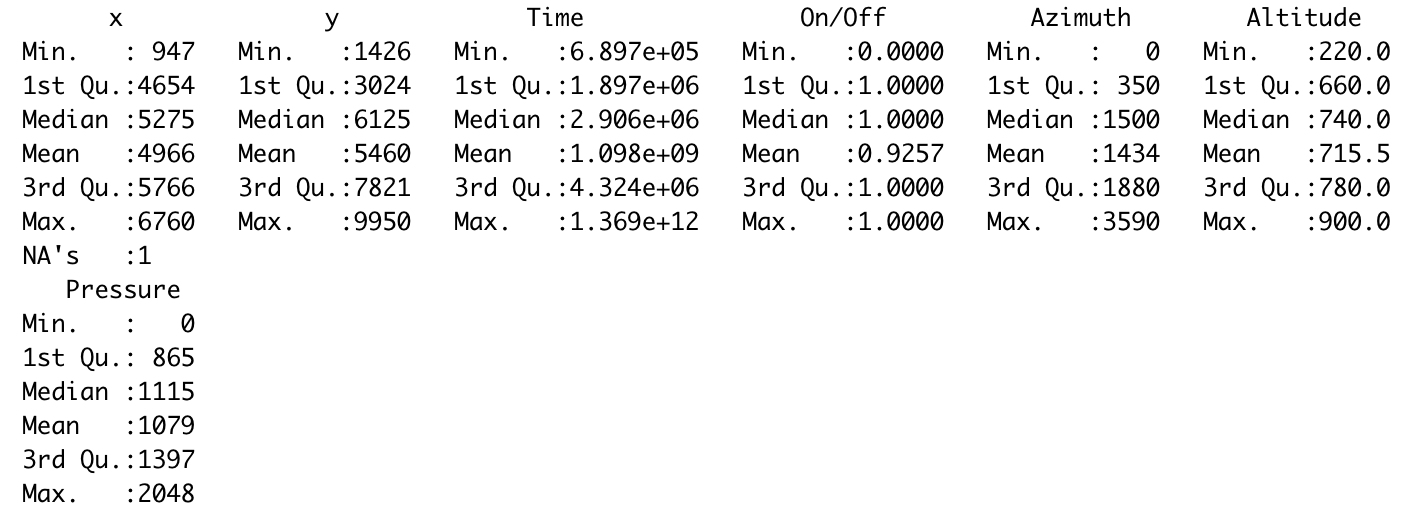 x y Time On/Off Azimuth Altitude
Min. : 947 Min. :1426 Min. :6.897e+05 Min. :0.0000 Min. : 0 Min. :220.0
1st Qu.:4654 1st Qu.:3024 1st Qu.:1.897e+06 1st Qu.:1.0000 1st Qu.: 350 1st Qu.:660.0
Median :5275 Median :6125 Median :2.906e+06 Median :1.0000 Median :1500 Median :740.0
Mean :4966 Mean :5460 Mean :1.098e+09 Mean :0.9257 Mean :1434 Mean :715.5
3rd Qu.:5766 3rd Qu.:7821 3rd Qu.:4.324e+06 3rd Qu.:1.0000 3rd Qu.:1880 3rd Qu.:780.0
Max. :6760 Max. :9950 Max. :1.369e+12 Max. :1.0000 Max. :3590 Max. :900.0
NA's :1
Pressure
Min. : 0
1st Qu.: 865
Median :1115
Mean :1079
3rd Qu.:1397
Max. :2048